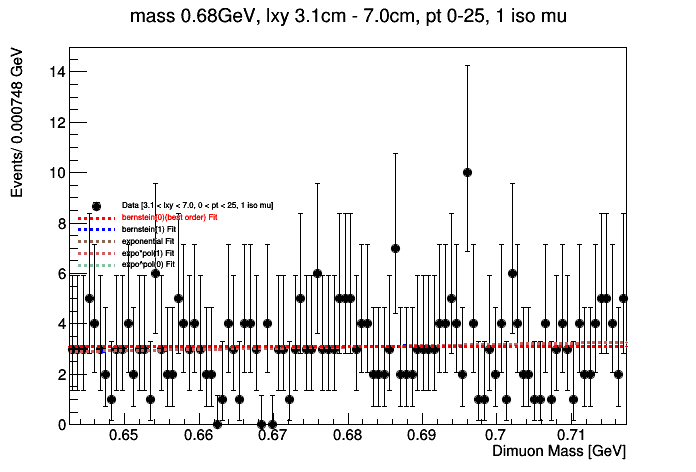 mass 0.68GeV, lxy 3.1cm - 7.0cm, pt 0-25, 1 iso mu
Events/ 0.000748 GeV
14
12
10
8
6
4
2
0
Data [3.1 < lxy < 7.0, 0 < pt < 25, 1 iso mu]
bernstein(0)(best order) Fit
bernstein(1) Fit
exponential Fit
expo*pol(1) Fit
expo*pol(0) Fit
0.65 0.66 0.67 0.68 0.69 0.7 0.71
Dimuon Mass [GeV]